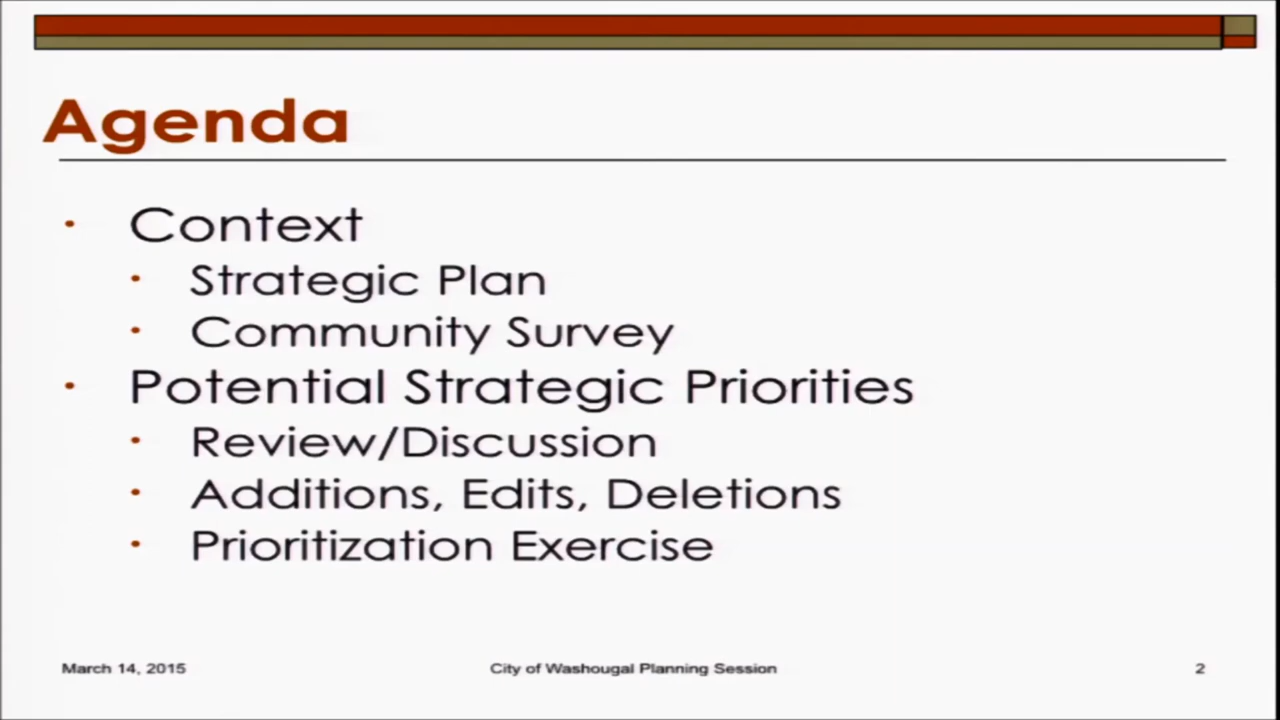 Agenda
• Context
• Strategic Plan
• Community Survey
• Potential Strategic Priorities
• Review/Discussion
• Additions, Edits, Deletions
• Prioritization Exercise
March 14, 2015 City of Washougal Planning Session 2